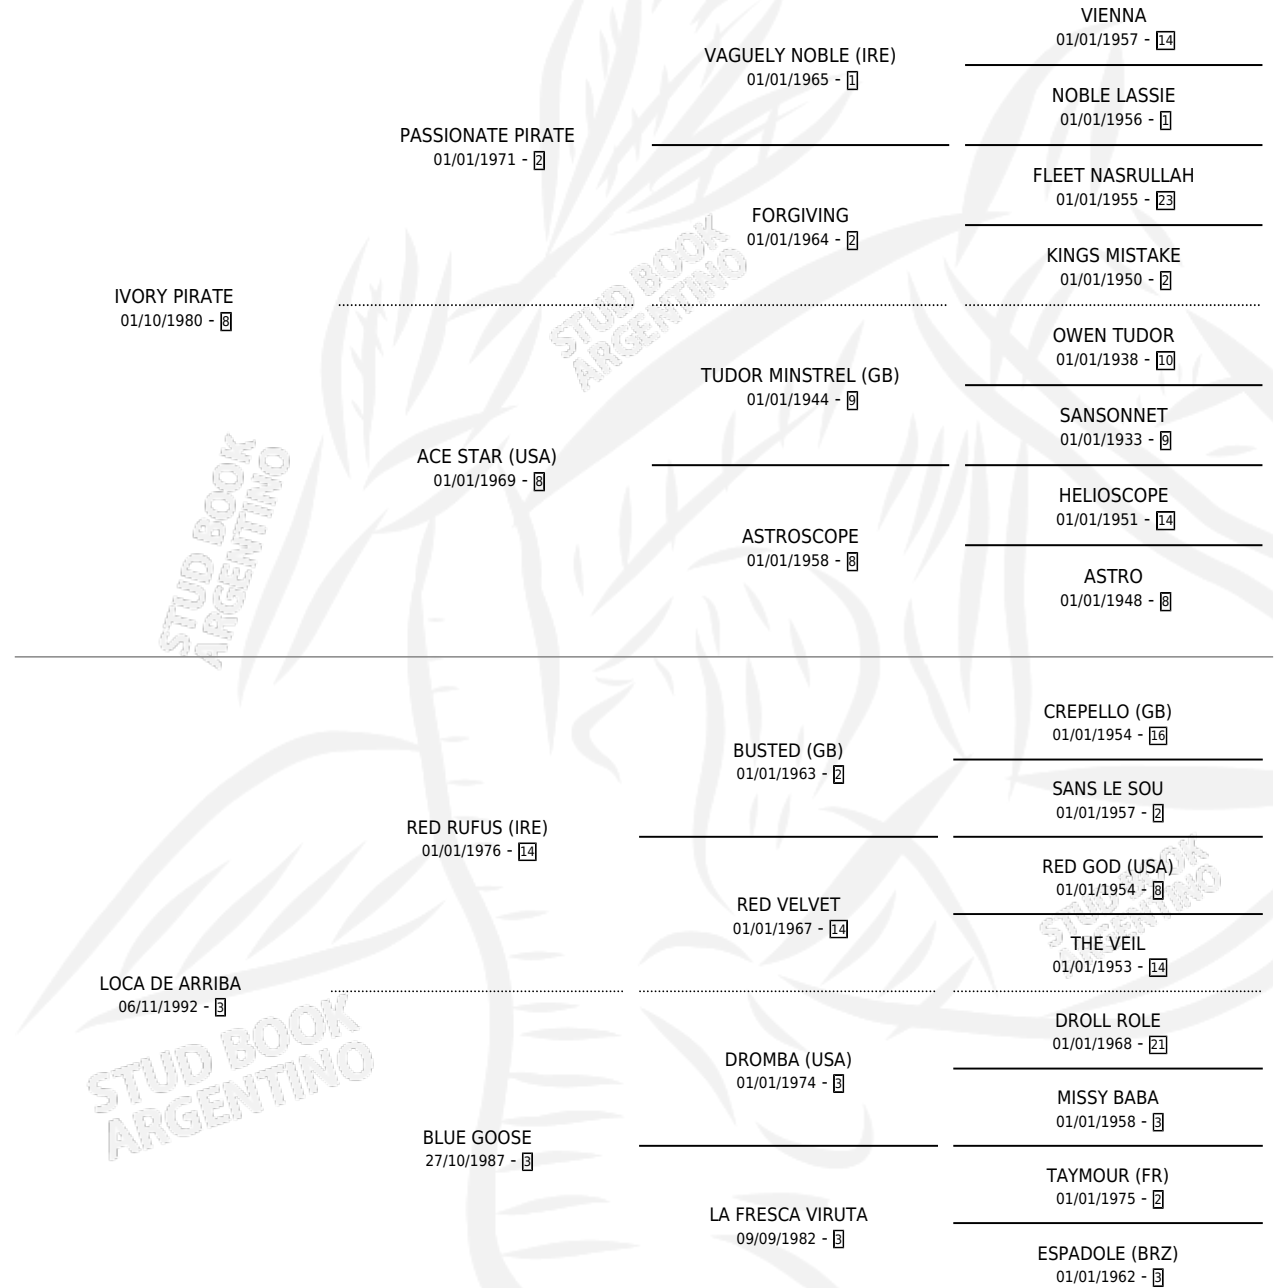 VIENNA
01/01/1957 - 14
VAGUELY NOBLE (IRE)
01/01/1965 - 1
NOBLE LASSIE
01/01/1956 - 1
PASSIONATE PIRATE
01/01/1971 - 2
FLEET NASRULLAH
01/01/1955 - 23
FORGIVING
01/01/1964 - 2
KINGS MISTAKE
01/01/1950 - 2
IVORY PIRATE
01/10/1980 - 8
OWEN TUDOR
01/01/1938 - 10
TUDOR MINSTREL (GB)
01/01/1944 - 9
SANSONNET
01/01/1933 - 9
ACE STAR (USA)
01/01/1969 - 8
HELIOSCOPE
01/01/1951 - 14
ASTROSCOPE
01/01/1958 - 8
ASTRO
01/01/1948 - 8
STUD BOOK
ARGENTINO
STUD BOOK
ARGENTINO
CREPELLO (GB)
01/01/1954 - 16
BUSTED (GB)
01/01/1963 - 2
SANS LE SOU
01/01/1957 - 2
RED RUFUS (IRE)
01/01/1976 - 14
RED GOD (USA)
01/01/1954 - 8
RED VELVET
01/01/1967 - 14
THE VEIL
01/01/1953 - 14
LOCA DE ARRIBA
06/11/1992 - 3
DROLL ROLE
01/01/1968 - 21
DROMBA (USA)
01/01/1974 - 3
MISSY BABA
01/01/1958 - 3
BLUE GOOSE
27/10/1987 - 3
TAYMOUR (FR)
01/01/1975 - 2
LA FRESCA VIRUTA
09/09/1982 - 3
ESPADOLE (BRZ)
01/01/1962 - 3
STUD BOOK
ARGENTINO
STUD BOOK
ARGENTINO